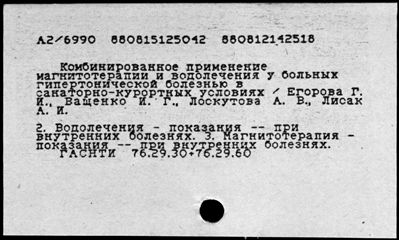 А2/6990 880815125042 880812142518
Комбинированное применение
магнитотерапии и водолечения у больных
гипертонической болезнью в
санаторно-курортных условиях / Егорова Г.
И., Ващенко И. Г., Лоскутова А. В., Лисак
А. И.
2. Водолечения - показания -- при
внутренних болезнях. 3. Магнитотерапия -
показания -- при внутренних болезнях.
ГАСНТИ 76.29.30+76.29.60